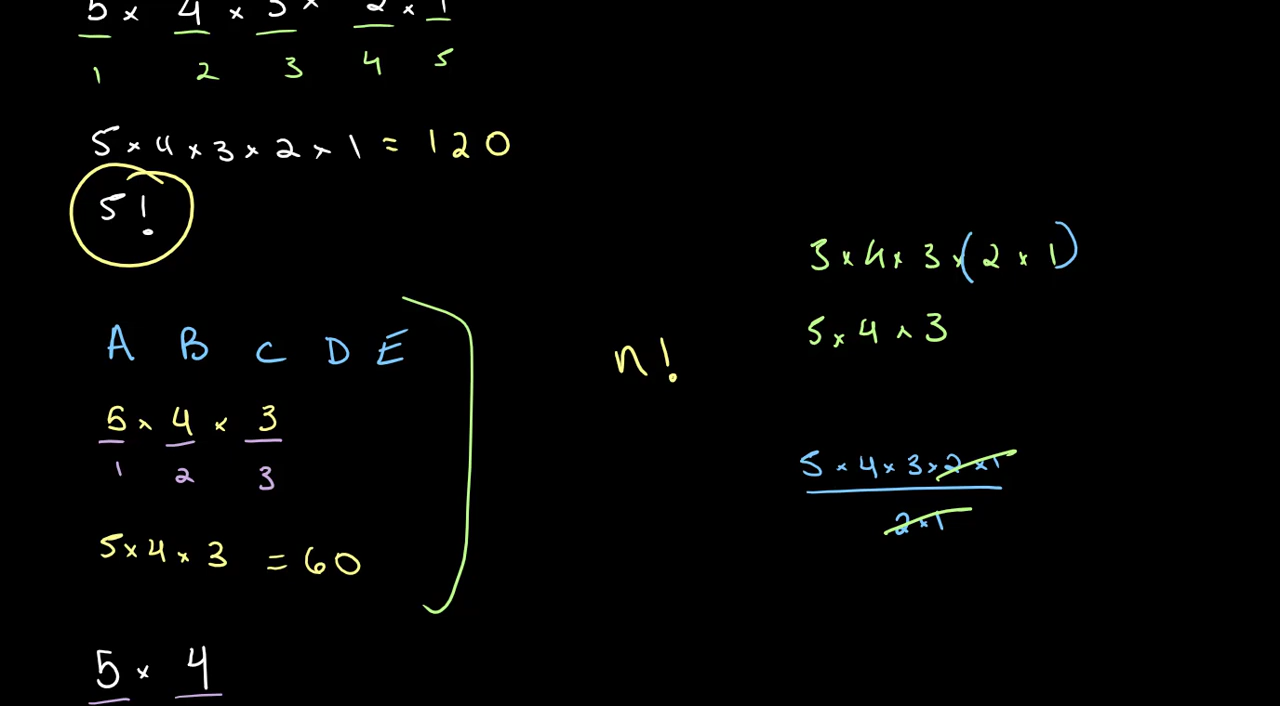 5 × 4 × 3 × 2 × 1
1 2 3 4 5
5 × 4 × 3 × 2 × 1 = 120
5!
A B C D E
5 × 4 × 3
1 2 3
5 × 4 × 3 = 60
5 × 4
n!
3 × 4 × 3 × (2 × 1)
5 × 4 × 3
5 × 4 × 3 × 2 × 1
2 × 1